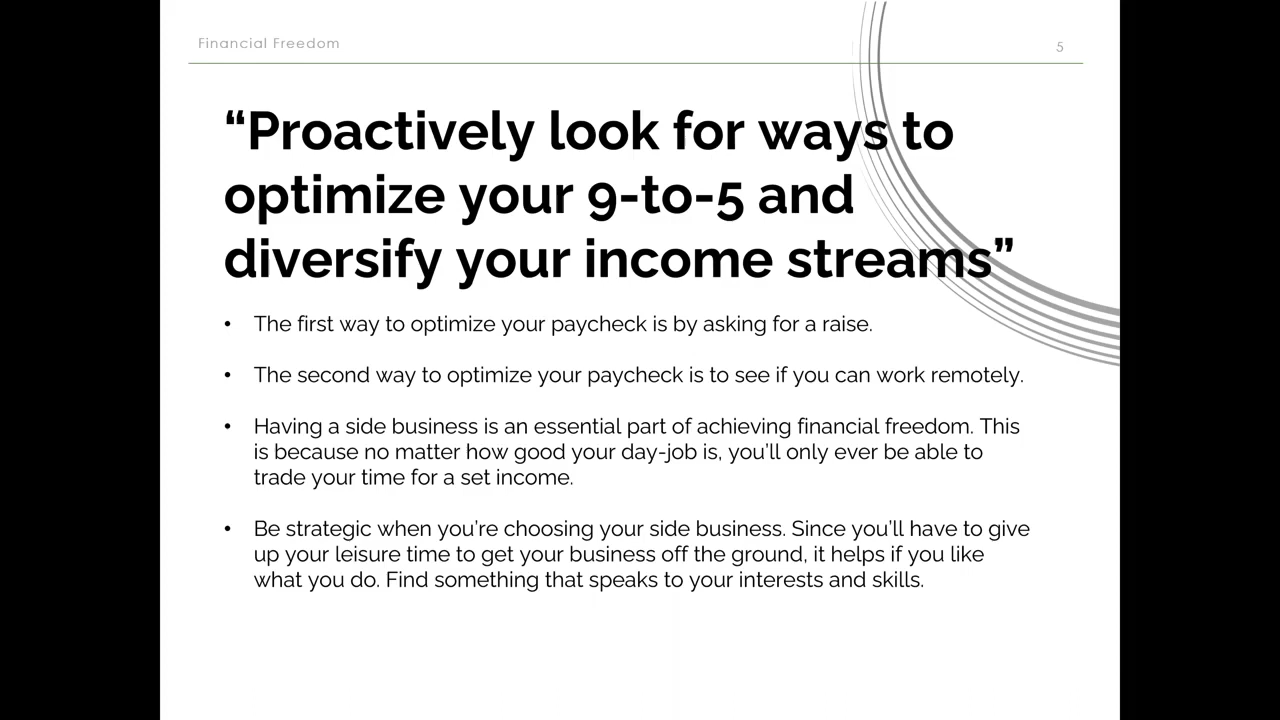 Financial Freedom
5
“Proactively look for ways to
optimize your 9-to-5 and
diversify your income streams”
• The first way to optimize your paycheck is by asking for a raise.
• The second way to optimize your paycheck is to see if you can work remotely.
• Having a side business is an essential part of achieving financial freedom. This
is because no matter how good your day-job is, you’ll only ever be able to
trade your time for a set income.
• Be strategic when you’re choosing your side business. Since you’ll have to give
up your leisure time to get your business off the ground, it helps if you like
what you do. Find something that speaks to your interests and skills.